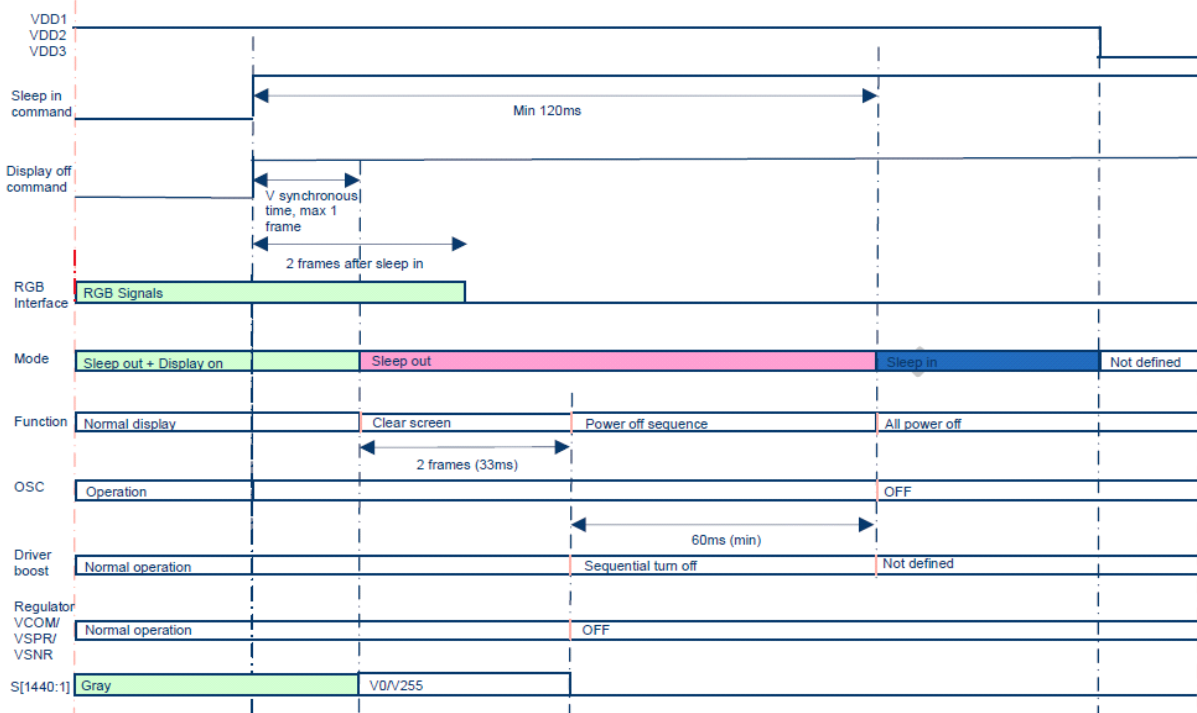 VDD1
VDD2
VDD3
Sleep in
command
Min 120ms
Display off
command
V synchronous
time, max 1
frame
2 frames after sleep in
RGB
Interface
RGB Signals
Mode
Sleep out + Display on
Sleep out
Sleep in
Not defined
Function
Normal display
Clear screen
Power off sequence
All power off
2 frames (33ms)
OSC
Operation
OFF
60ms (min)
Driver
boost
Normal operation
Sequential turn off
Not defined
Regulator
VCOM/
VSPR/
VSNR
Normal operation
OFF
S[1440:1]
Gray
V0/V255